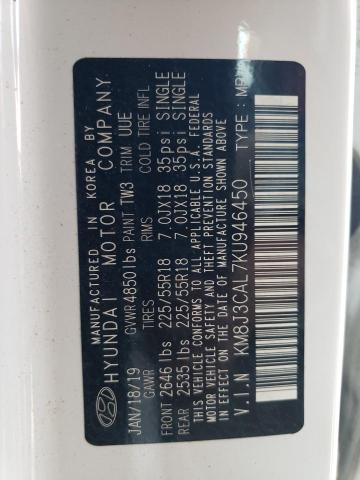 MANUFACTURED IN KOREA BY
HYUNDAI MOTOR COMPANY
JAN/18/19 GVWR 4850lbs PAINT TW3 TRIM UUE
GAWR TIRES RIMS COLD TIRE INFL
FRONT 2646 lbs 225/55R18 7.0JX18 35psi SINGLE
REAR 2535 lbs 225/55R18 7.0JX18 35psi SINGLE
THIS VEHICLE CONFORMS TO ALL APPLICABLE U.S.A. FEDERAL
MOTOR VEHICLE SAFETY AND THEFT PREVENTION STANDARDS
IN EFFECT ON THE DATE OF MANUFACTURE SHOWN ABOVE.
V.I.N KM8J3CAL7KU946450 TYPE :